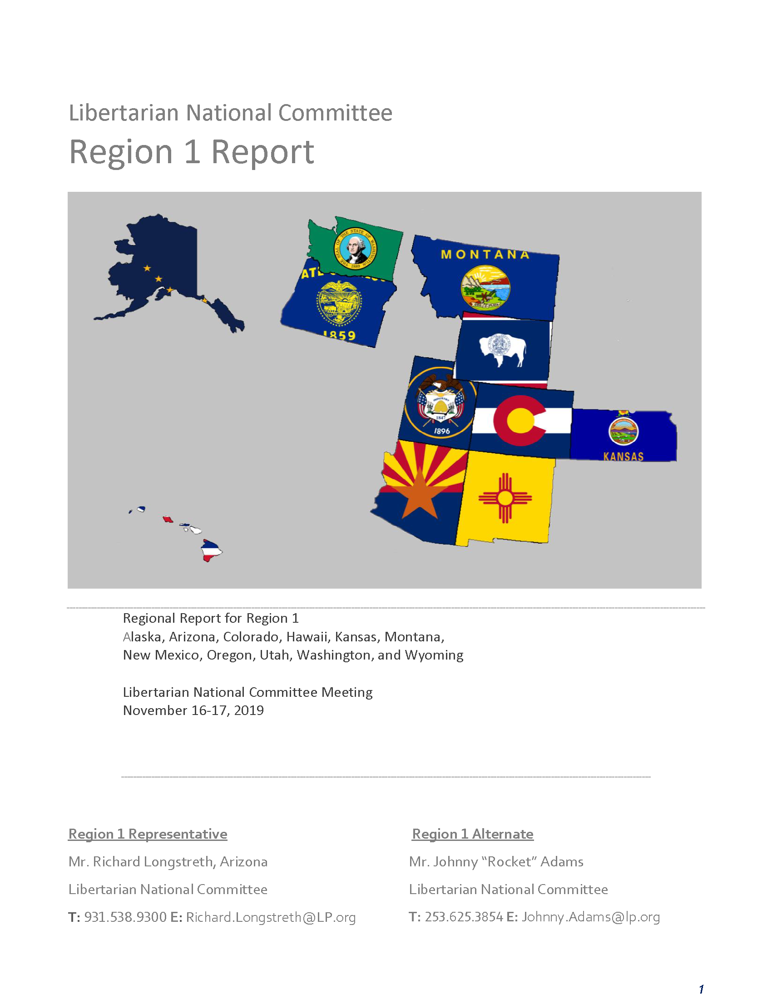 Libertarian National Committee
Region 1 Report
THE SEAL OF THE STATE OF WASHINGTON
1889
MONTANA
ORO Y PLATA
1859
INDUSTRY
1847
1896
KANSAS
Regional Report for Region 1
Alaska, Arizona, Colorado, Hawaii, Kansas, Montana,
New Mexico, Oregon, Utah, Washington, and Wyoming
Libertarian National Committee Meeting
November 16-17, 2019
Region 1 Representative
Region 1 Alternate
Mr. Richard Longstreth, Arizona
Mr. Johnny “Rocket” Adams
Libertarian National Committee
Libertarian National Committee
T: 931.538.9300 E: Richard.Longstreth@LP.org
T: 253.625.3854 E: Johnny.Adams@lp.org
1